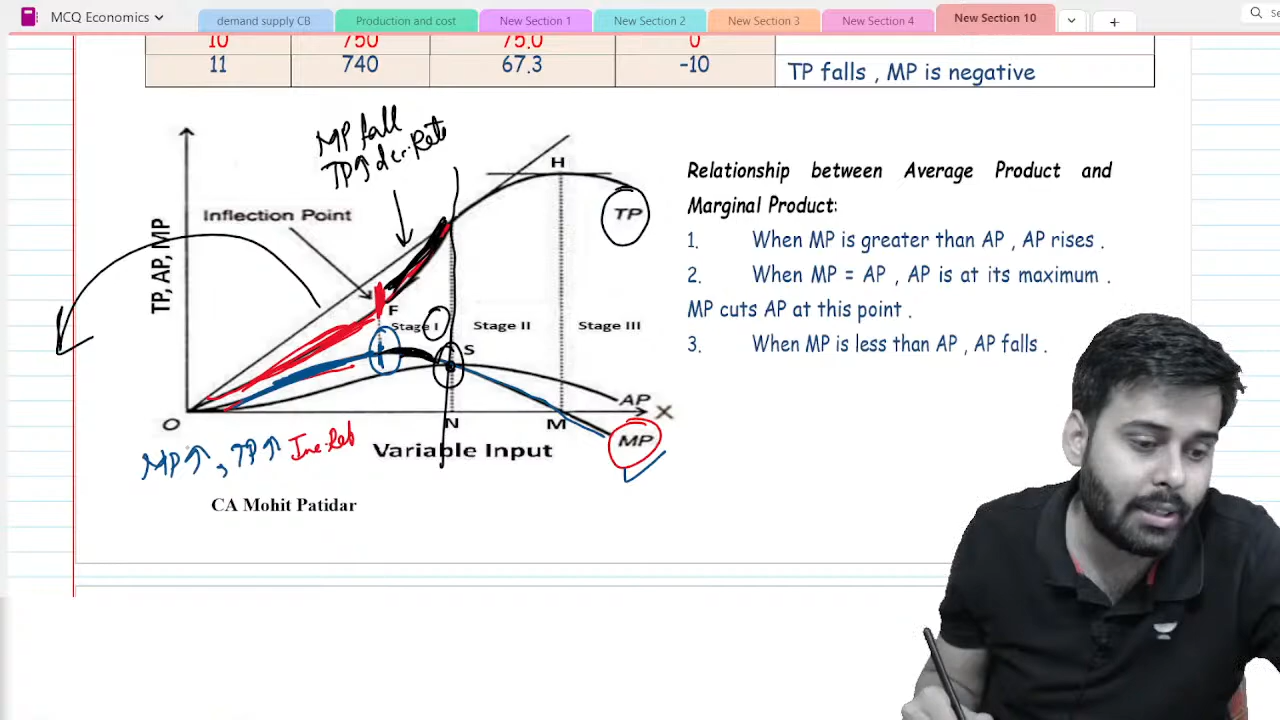 MCQ Economics
demand supply CB
Production and cost
New Section 1
New Section 2
New Section 3
New Section 4
New Section 10
10 750 75.0 0
11 740 67.3 -10 TP falls , MP is negative
MP fall
TP↑ der.Rate
H
Inflection Point
TP
TP, AP, MP
F
Stage I
Stage II
Stage III
S
AP
X
O
N
M
MP
MP↑, TP↑ Inc.Rat
Variable Input
CA Mohit Patidar
Relationship between Average Product and
Marginal Product:
1. When MP is greater than AP , AP rises .
2. When MP = AP , AP is at its maximum .
MP cuts AP at this point .
3. When MP is less than AP , AP falls .